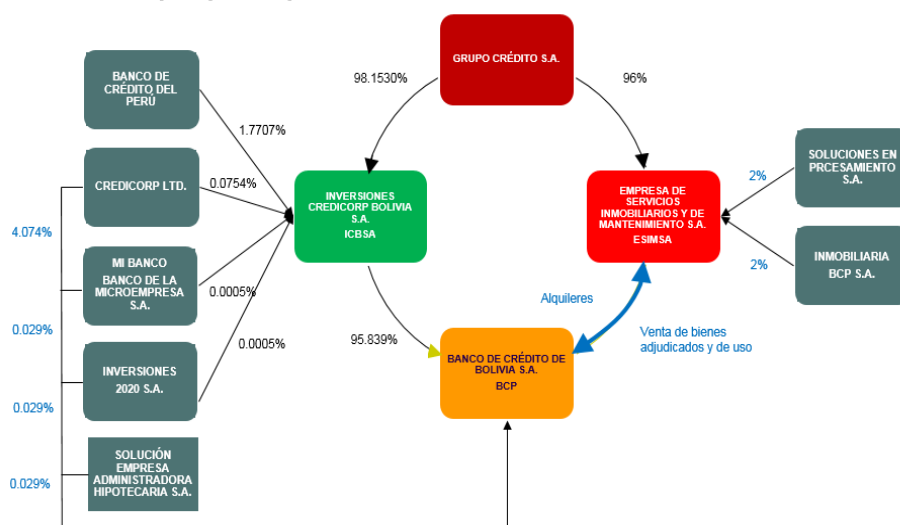 GRUPO CRÉDITO S.A.
98.1530%
96%
BANCO DE
CRÉDITO DEL
PERÚ
1.7707%
CREDICORP LTD.
0.0754%
4.074%
MI BANCO
BANCO DE LA
MICROEMPRESA
S.A.
0.0005%
0.029%
INVERSIONES
2020 S.A.
0.0005%
0.029%
SOLUCIÓN
EMPRESA
ADMINISTRADORA
HIPOTECARIA S.A.
0.029%
INVERSIONES
CREDICORP BOLIVIA
S.A.
ICBSA
95.839%
EMPRESA DE
SERVICIOS
INMOBILIARIOS Y DE
MANTENIMIENTO S.A.
ESIMSA
SOLUCIONES EN
PRCESAMIENTO
S.A.
2%
INMOBILIARIA
BCP S.A.
2%
Alquileres
Venta de bienes
adjudicados y de uso
BANCO DE CRÉDITO DE
BOLIVIA S.A.
BCP